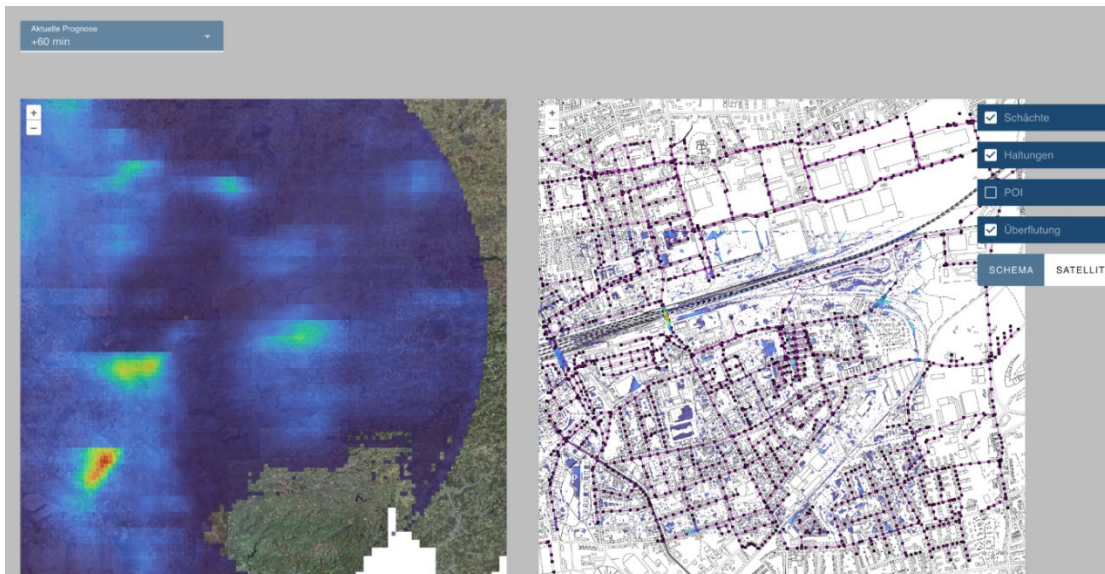 Aktuelle Prognose
+60 min
+
−
+
−
Schächte
Haltungen
POI
Überflutung
SCHEMA
SATELLIT